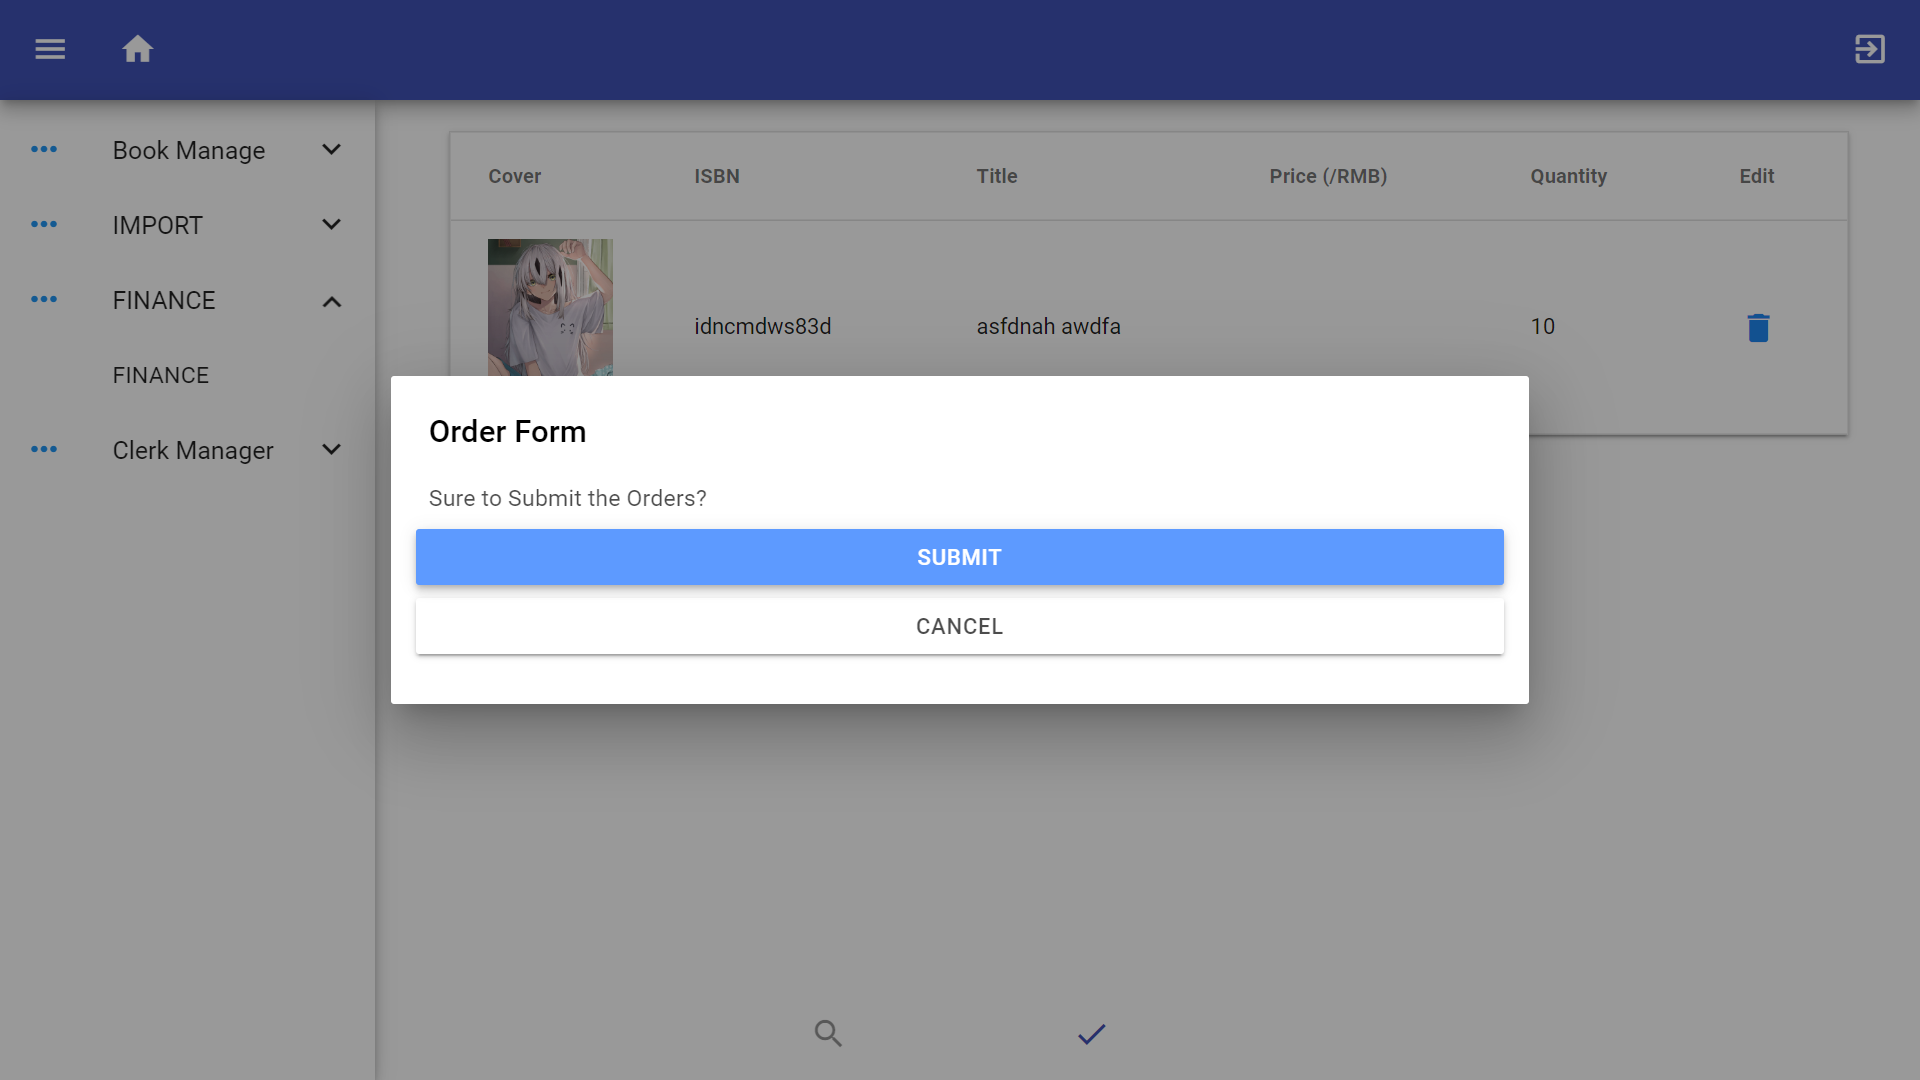 Book Manage
IMPORT
FINANCE
FINANCE
Clerk Manager
Cover ISBN Title Price (/RMB) Quantity Edit
idncmdws83d asfdnah awdfa 10
Order Form
Sure to Submit the Orders?
SUBMIT
CANCEL